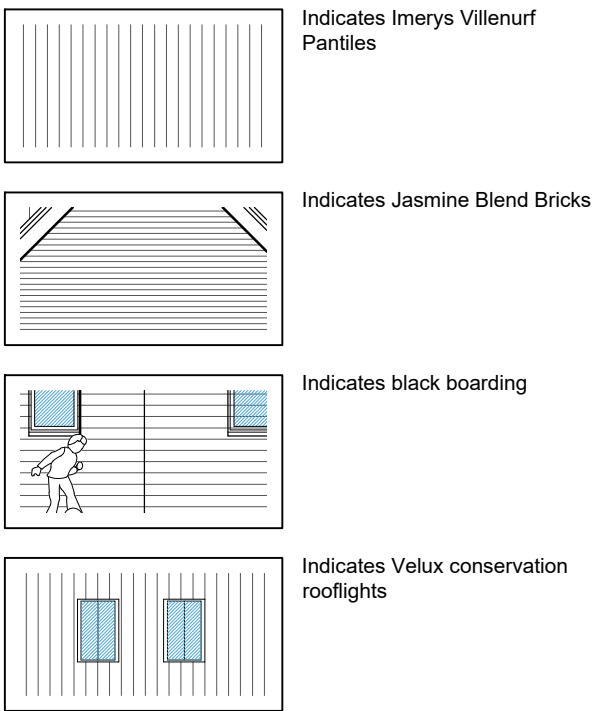 Indicates Imerys Villenurf
Pantiles
Indicates Jasmine Blend Bricks
Indicates black boarding
Indicates Velux conservation
rooflights